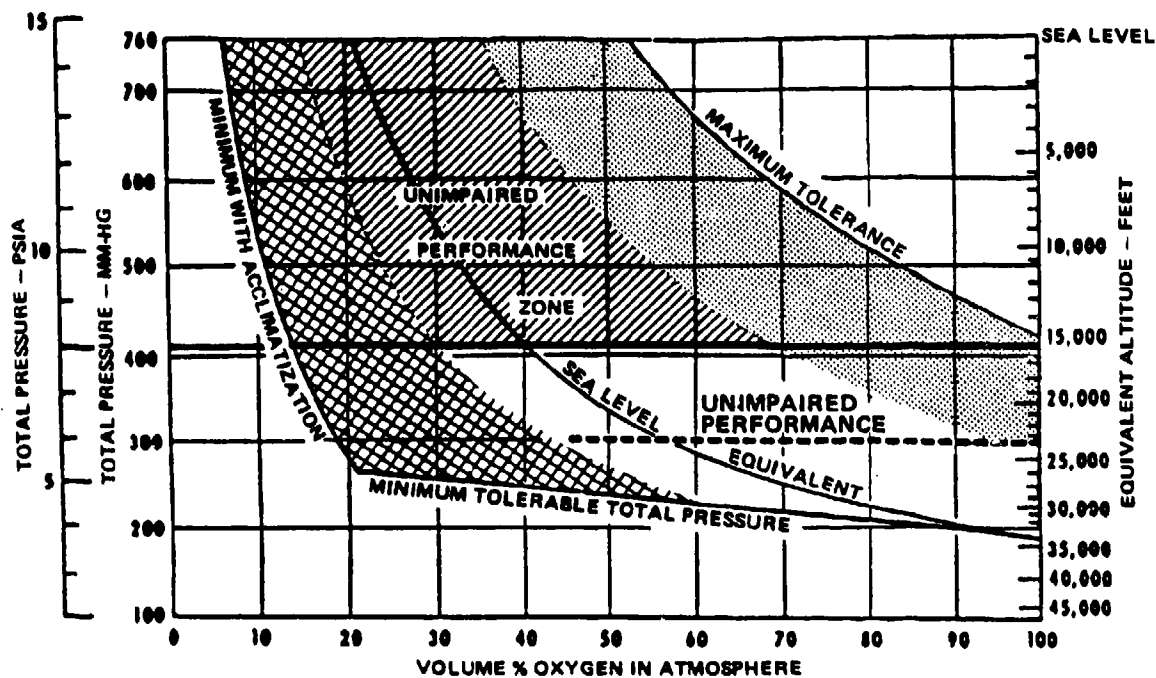 15
10
5
TOTAL PRESSURE – PSIA
760
700
600
500
400
300
200
100
TOTAL PRESSURE – MM-HG
MINIMUM WITH ACCLIMATIZATION
UNIMPAIRED
PERFORMANCE
ZONE
MAXIMUM TOLERANCE
SEA LEVEL
EQUIVALENT
UNIMPAIRED
PERFORMANCE
MINIMUM TOLERABLE TOTAL PRESSURE
SEA LEVEL
5,000
10,000
15,000
20,000
25,000
30,000
35,000
40,000
45,000
EQUIVALENT ALTITUDE – FEET
0 10 20 30 40 50 60 70 80 90 100
VOLUME % OXYGEN IN ATMOSPHERE